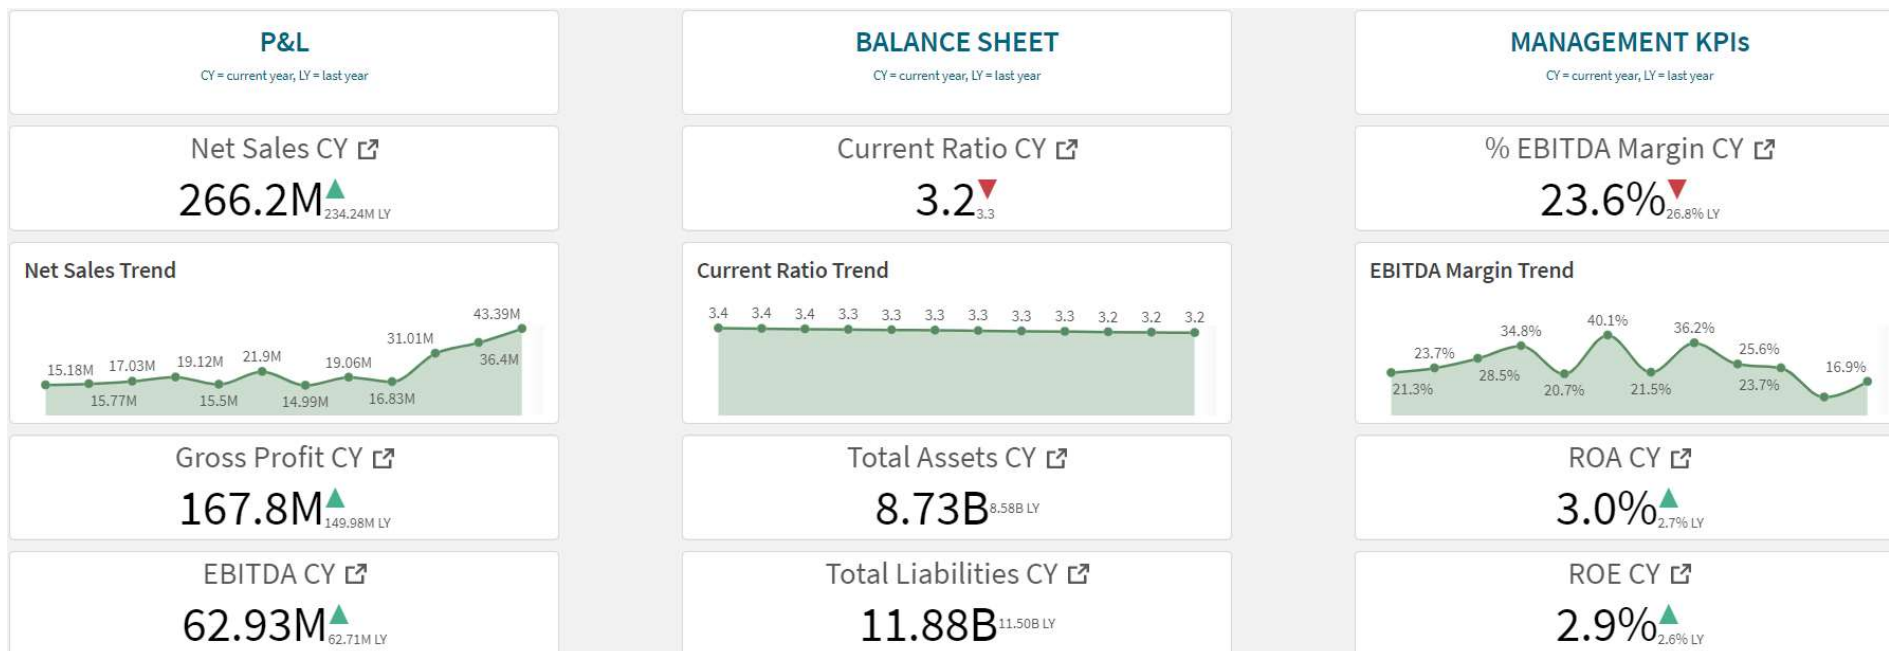 P&L
CY = current year, LY = last year
Net Sales CY
266.2M
234.24M LY
Net Sales Trend
15.18M
15.77M
17.03M
19.12M
15.5M
21.9M
14.99M
19.06M
16.83M
31.01M
36.4M
43.39M
Gross Profit CY
167.8M
149.98M LY
EBITDA CY
62.93M
62.71M LY
BALANCE SHEET
CY = current year, LY = last year
Current Ratio CY
3.2
3.3
Current Ratio Trend
3.4 3.4 3.4 3.3 3.3 3.3 3.3 3.3 3.3 3.2 3.2 3.2
Total Assets CY
8.73B
8.58B LY
Total Liabilities CY
11.88B
11.50B LY
MANAGEMENT KPIs
CY = current year, LY = last year
% EBITDA Margin CY
23.6%
26.8% LY
EBITDA Margin Trend
21.3%
23.7%
28.5%
34.8%
20.7%
40.1%
21.5%
36.2%
25.6%
23.7%
16.9%
ROA CY
3.0%
2.7% LY
ROE CY
2.9%
2.6% LY